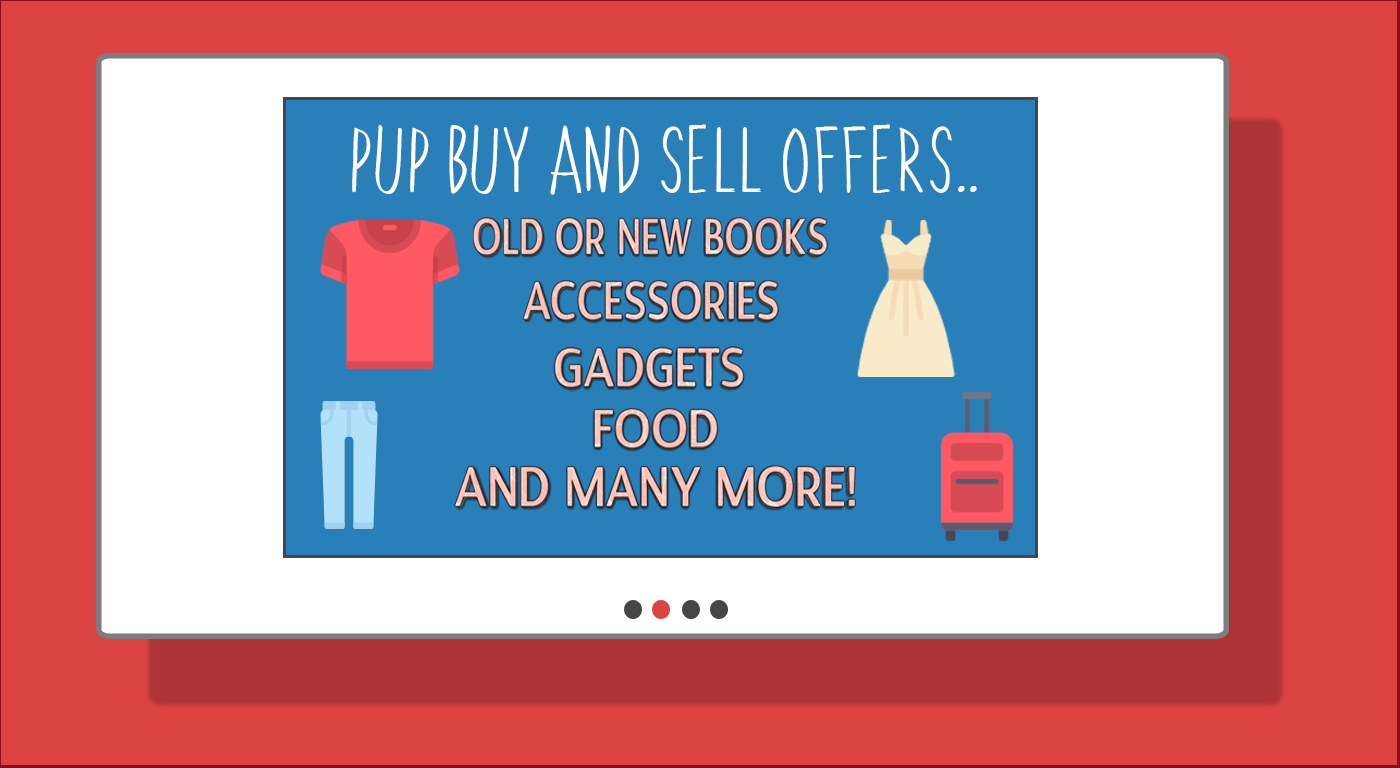 PUP BUY AND SELL OFFERS..
OLD OR NEW BOOKS
ACCESSORIES
GADGETS
FOOD
AND MANY MORE!